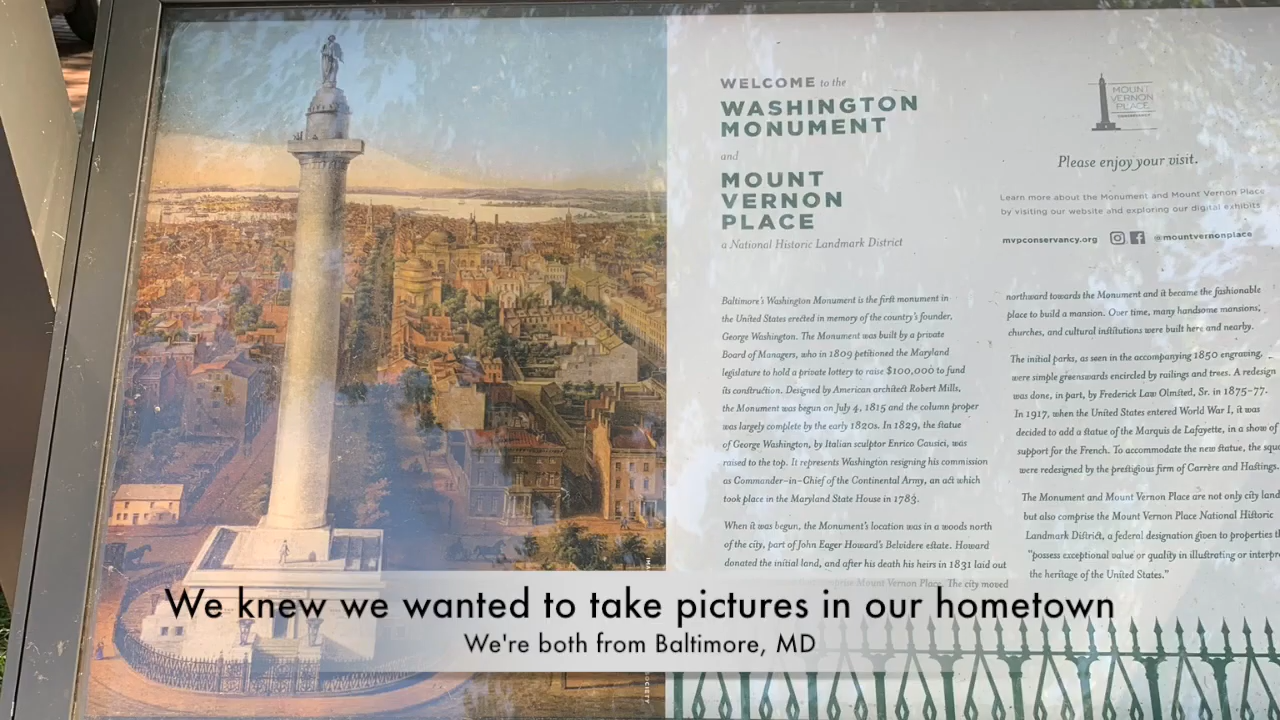 WELCOME to the
WASHINGTON
MONUMENT
and
MOUNT
VERNON
PLACE
a National Historic Landmark District
Baltimore's Washington Monument is the first monument in
the United States erected in memory of the country's founder,
George Washington. The Monument was built by a private
Board of Managers, who in 1809 petitioned the Maryland
legislature to hold a private lottery to raise $100,000 to fund
its construction. Designed by American architect Robert Mills,
the Monument was begun on July 4, 1815 and the column proper
was largely complete by the early 1820s. In 1829, the statue
of George Washington, by Italian sculptor Enrico Causici, was
raised to the top. It represents Washington resigning his commission
as Commander-in-Chief of the Continental Army, an act which
took place in the Maryland State House in 1783.
When it was begun, the Monument's location was in a woods north
of the city, part of John Eager Howard's Belvidere estate. Howard
donated the initial land, and after his death his heirs in 1831 laid out
Mount Vernon Place. The city moved
MOUNT
VERNON
PLACE
CONSERVANCY
Please enjoy your visit.
Learn more about the Monument and Mount Vernon Place
by visiting our website and exploring our digital exhibits
mvpconservancy.org @mountvernonplace
northward towards the Monument and it became the fashionable
place to build a mansion. Over time, many handsome mansions,
churches, and cultural institutions were built here and nearby.
The initial parks, as seen in the accompanying 1850 engraving,
were simple greenswards encircled by railings and trees. A redesign
was done, in part, by Frederick Law Olmsted, Sr. in 1875-77.
In 1917, when the United States entered World War I, it was
decided to add a statue of the Marquis de Lafayette, in a show of
support for the French. To accommodate the new statue, the squ
were redesigned by the prestigious firm of Carrère and Hastings.
The Monument and Mount Vernon Place are not only city lan
but also comprise the Mount Vernon Place National Historic
Landmark District, a federal designation given to properties t
"possess exceptional value or quality in illustrating or interpr
the heritage of the United States."
We knew we wanted to take pictures in our hometown
We're both from Baltimore, MD